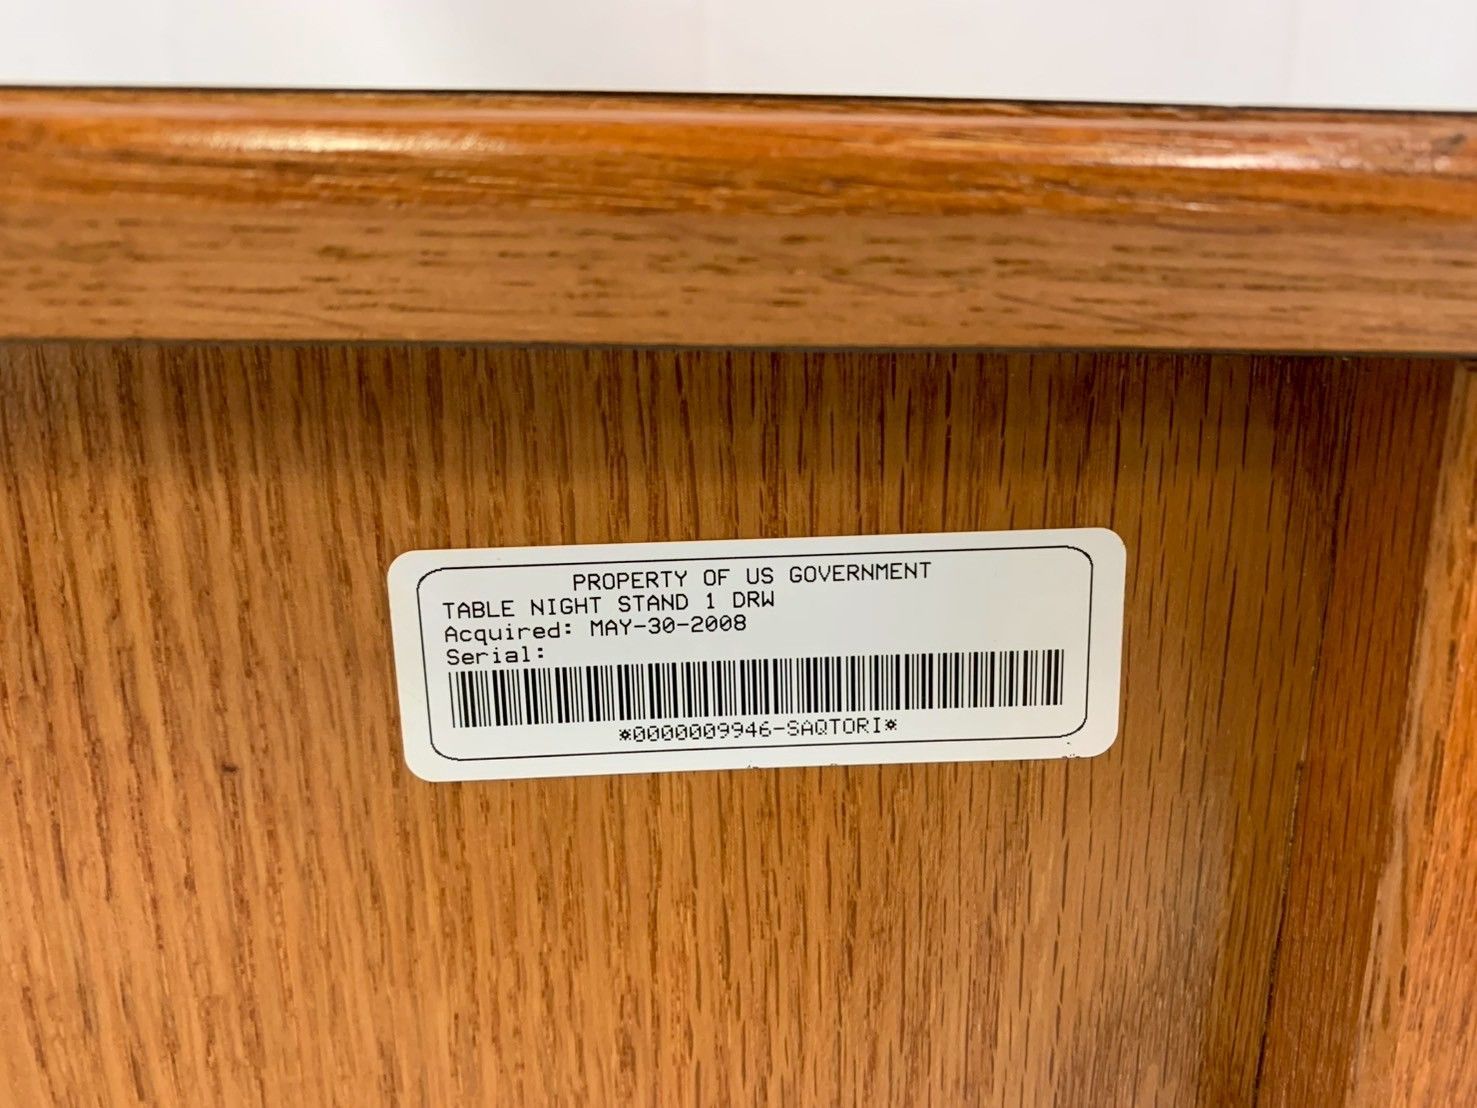 PROPERTY OF US GOVERNMENT
TABLE NIGHT STAND 1 DRW
Acquired: MAY-30-2008
Serial:
*0000009946-SAQTORI*